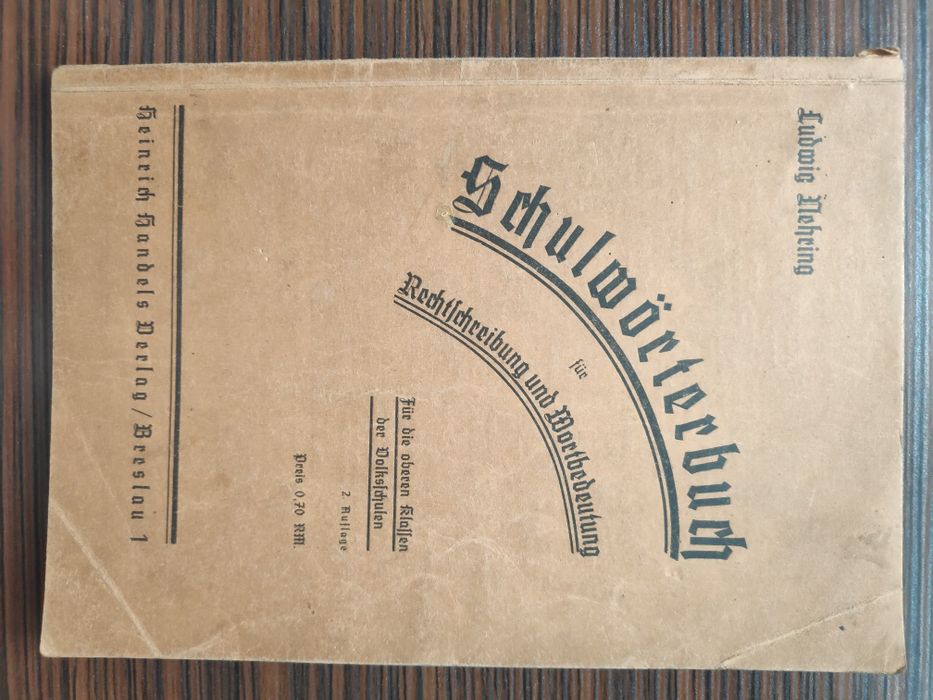 Ludwig Nehring
Schulwörterbuch
für
Rechtſchreibung und Wortbedeutung
Für die oberen Klaſſen
der Volksſchulen
2. Auflage
Preis 0,70 RM.
Heinrich Handels Verlag / Breslau 1